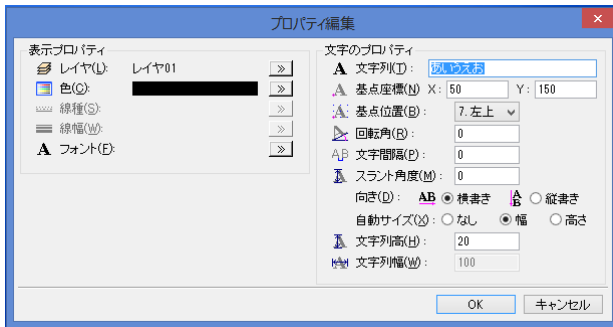 プロパティ編集
表示プロパティ
レイヤ(L): レイヤ01 »
色(C): »
線種(S): »
線幅(W): »
A フォント(F): »
文字のプロパティ
A 文字列(T): あいうえお
基点座標(N) X: 50 Y: 150
基点位置(B): 7.左上
回転角(R): 0
文字間隔(P): 0
スラント角度(M): 0
向き(D): AB 横書き AB 縦書き
自動サイズ(X): なし 幅 高さ
文字列高(H): 20
文字列幅(W): 100
OK キャンセル